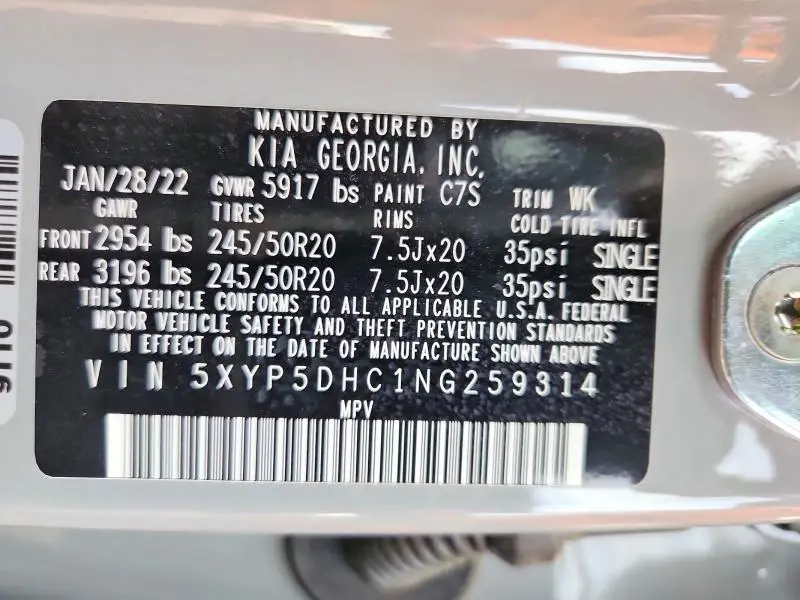 MANUFACTURED BY
KIA GEORGIA, INC.
JAN/28/22 GVWR 5917 lbs PAINT C7S TRIM WK
GAWR TIRES RIMS COLD TIRE INFL
FRONT 2954 lbs 245/50R20 7.5Jx20 35psi SINGLE
REAR 3196 lbs 245/50R20 7.5Jx20 35psi SINGLE
THIS VEHICLE CONFORMS TO ALL APPLICABLE U.S.A. FEDERAL
MOTOR VEHICLE SAFETY AND THEFT PREVENTION STANDARDS
IN EFFECT ON THE DATE OF MANUFACTURE SHOWN ABOVE
VIN 5XYP5DHC1NG259314
MPV